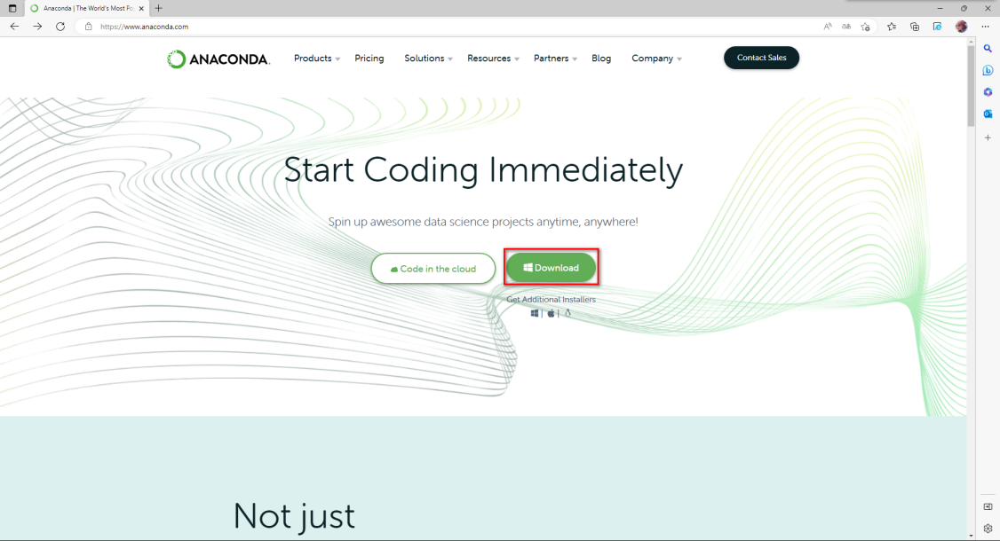 Anaconda | The World's Most Po
https://www.anaconda.com
ANACONDA.
Products
Pricing
Solutions
Resources
Partners
Blog
Company
Contact Sales
Start Coding Immediately
Spin up awesome data science projects anytime, anywhere!
Code in the cloud
Download
Get Additional Installers
Not just